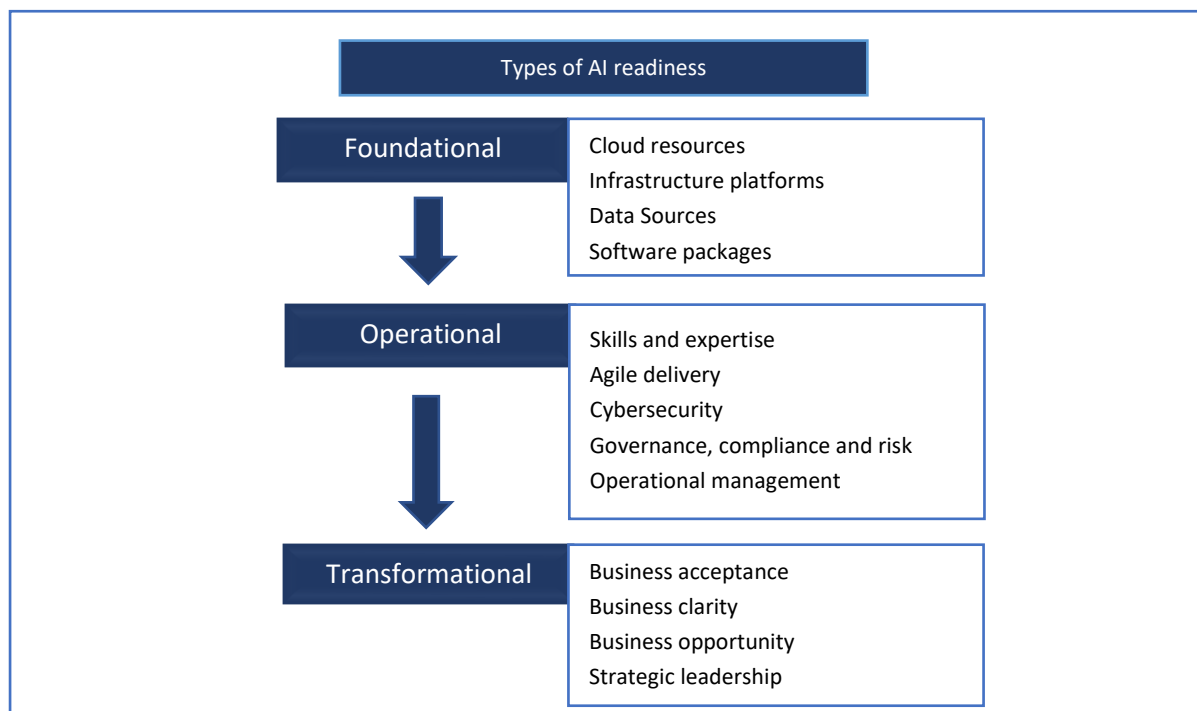 Types of AI readiness
Foundational
Cloud resources
Infrastructure platforms
Data Sources
Software packages
Operational
Skills and expertise
Agile delivery
Cybersecurity
Governance, compliance and risk
Operational management
Transformational
Business acceptance
Business clarity
Business opportunity
Strategic leadership